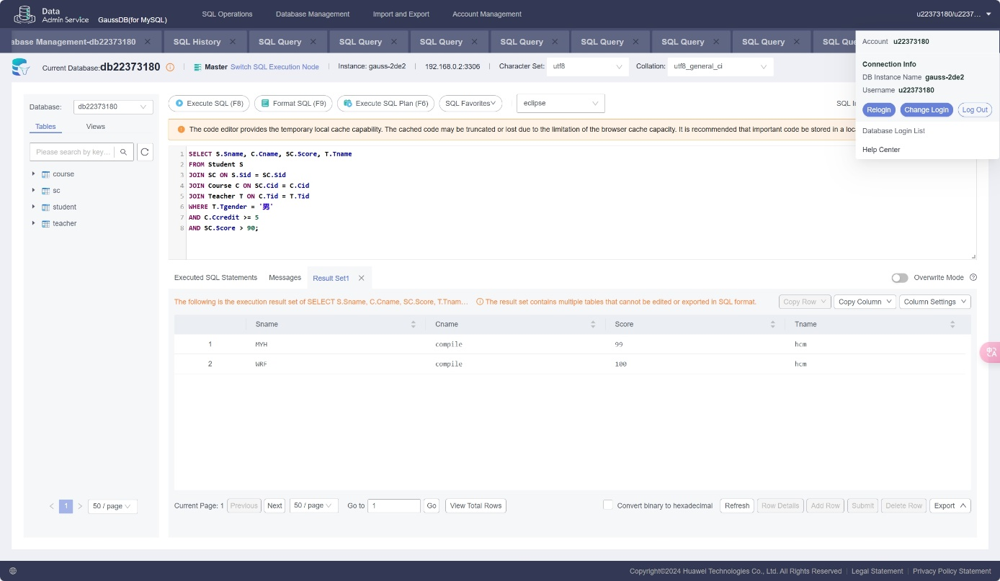 Data
Admin Service GaussDB(for MySQL)
SQL Operations Database Management Import and Export Account Management
u22373180/u2237...
abase Management-db22373180 SQL History SQL Query SQL Query SQL Query SQL Query SQL Query SQL Query SQL Query SQL Que
Current Database:db22373180 Master Switch SQL Execution Node Instance: gauss-2de2 192.168.0.2:3306 Character Set: utf8 Collation: utf8_general_ci
Account u22373180
Connection Info
DB Instance Name gauss-2de2
Username u22373180
Relogin Change Login Log Out
Database Login List
Help Center
Database: db22373180
Tables Views
Please search by key...
course
sc
student
teacher
1
50 / page
Execute SQL (F8) Format SQL (F9) Execute SQL Plan (F6) SQL Favorites eclipse SQL I
The code editor provides the temporary local cache capability. The cached code may be truncated or lost due to the limitation of the browser cache capacity. It is recommended that important code be stored in a loca
1 SELECT S.Sname, C.Cname, SC.Score, T.Tname
2 FROM Student S
3 JOIN SC ON S.Sid = SC.Sid
4 JOIN Course C ON SC.Cid = C.Cid
5 JOIN Teacher T ON C.Tid = T.Tid
6 WHERE T.Tgender = '男'
7 AND C.Ccredit >= 5
8 AND SC.Score > 90;
Executed SQL Statements Messages Result Set1
Overwrite Mode
The following is the execution result set of SELECT S.Sname, C.Cname, SC.Score, T.Tnam... The result set contains multiple tables that cannot be edited or exported in SQL format.
Copy Row Copy Column Column Settings
Sname Cname Score Tname
1 MYH compile 99 hcm
2 WRF compile 100 hcm
Current Page: 1 Previous Next 50 / page Go to 1 Go View Total Rows
Convert binary to hexadecimal Refresh Row Details Add Row Submit Delete Row Export
中 A
Copyright©2024 Huawei Technologies Co., Ltd. All Rights Reserved Legal Statement Privacy Policy Statement